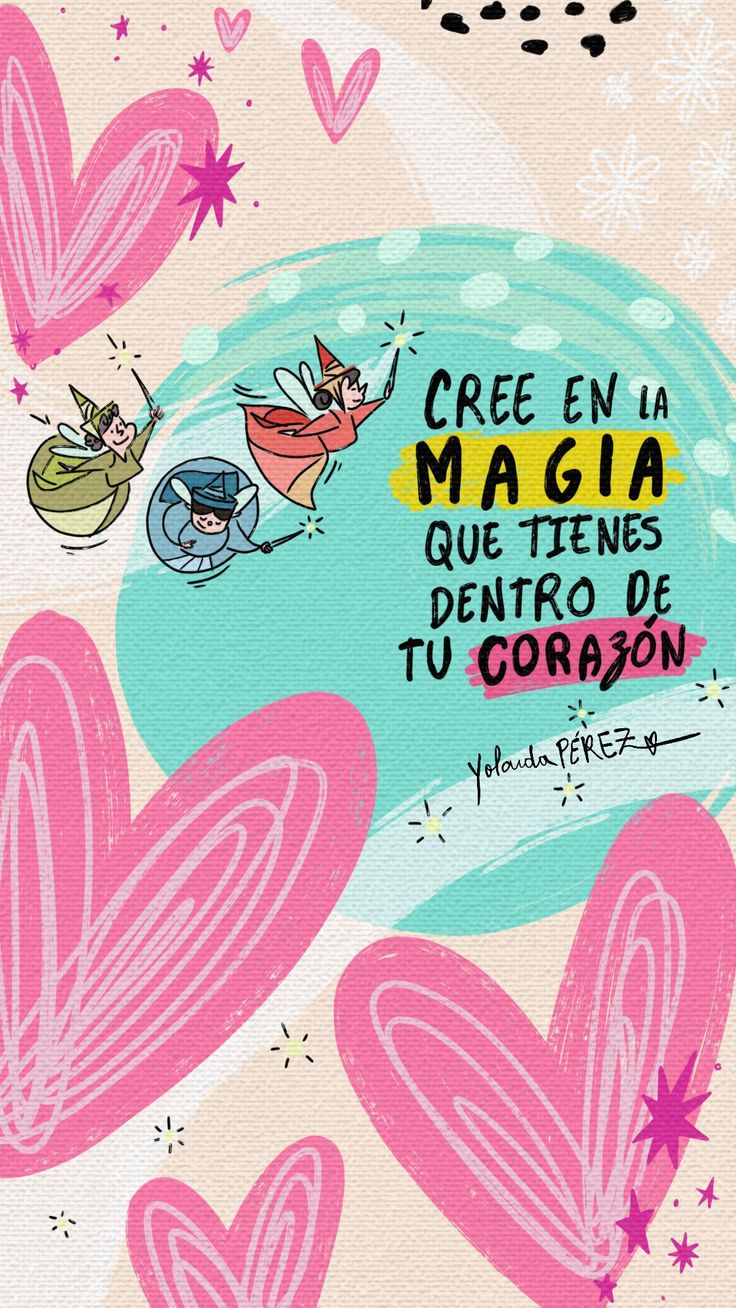 CREE EN LA
MAGIA
QUE TIENES
DENTRO DE
TU CORAZÓN
Yolanda PÉREZ